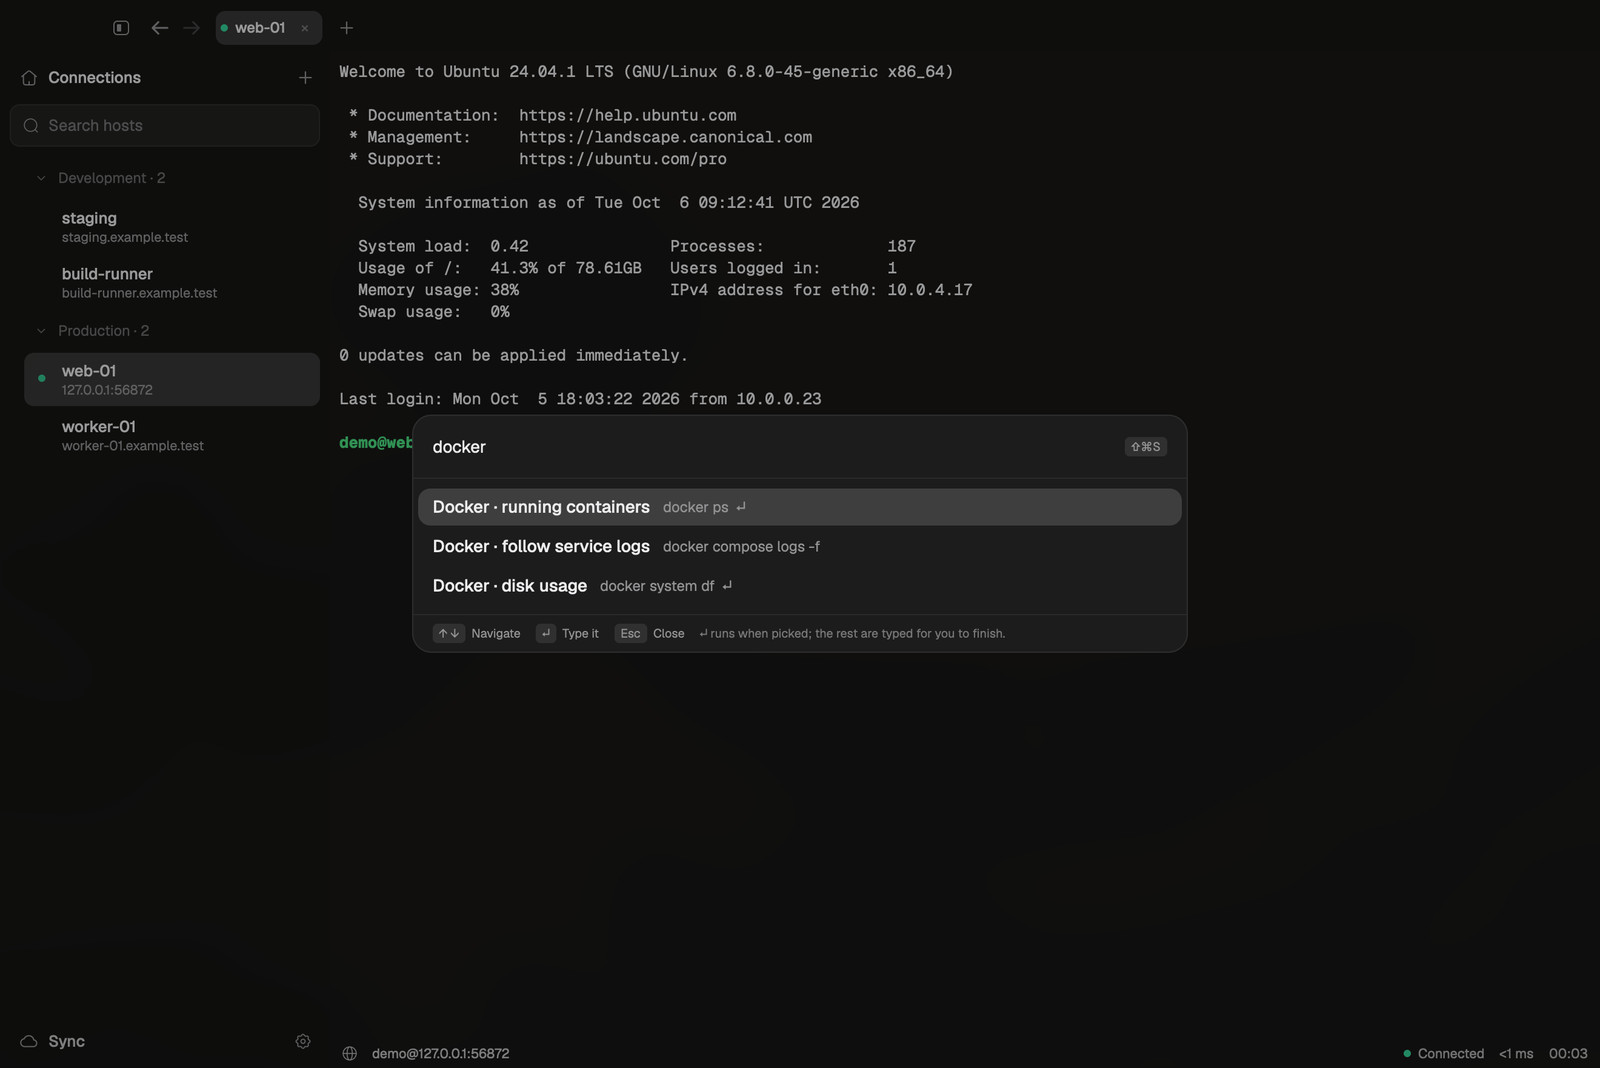 web-01 ×
Connections
Search hosts
Development · 2
staging
staging.example.test
build-runner
build-runner.example.test
Production · 2
web-01
127.0.0.1:56872
worker-01
worker-01.example.test
Sync
Welcome to Ubuntu 24.04.1 LTS (GNU/Linux 6.8.0-45-generic x86_64)
* Documentation:  https://help.ubuntu.com
* Management:     https://landscape.canonical.com
* Support:        https://ubuntu.com/pro
System information as of Tue Oct  6 09:12:41 UTC 2026
System load:  0.42               Processes:             187
Usage of /:   41.3% of 78.61GB   Users logged in:       1
Memory usage: 38%                IPv4 address for eth0: 10.0.4.17
Swap usage:   0%
0 updates can be applied immediately.
Last login: Mon Oct  5 18:03:22 2026 from 10.0.0.23
demo@web
docker ⇧⌘S
Docker · running containers docker ps ↵
Docker · follow service logs docker compose logs -f
Docker · disk usage docker system df ↵
↑↓ Navigate ↵ Type it Esc Close ↵ runs when picked; the rest are typed for you to finish.
demo@127.0.0.1:56872 Connected <1 ms 00:03